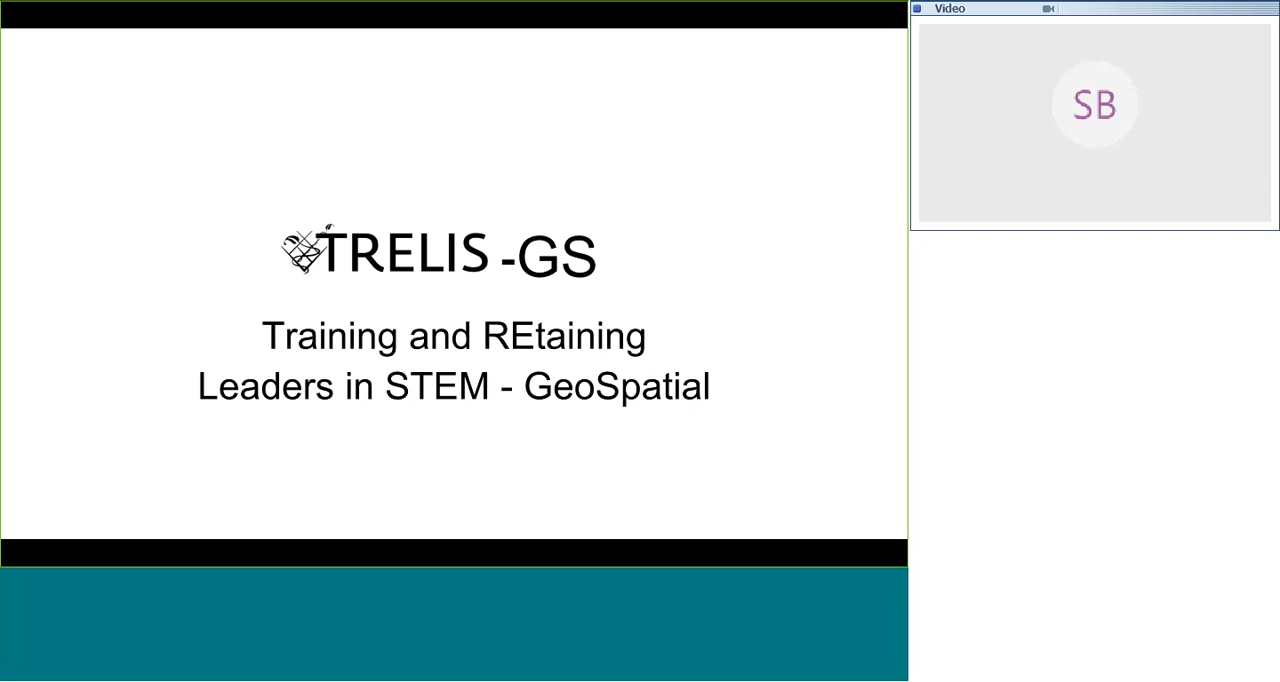 Video
SB
TRELIS -GS
Training and REtaining
Leaders in STEM - GeoSpatial